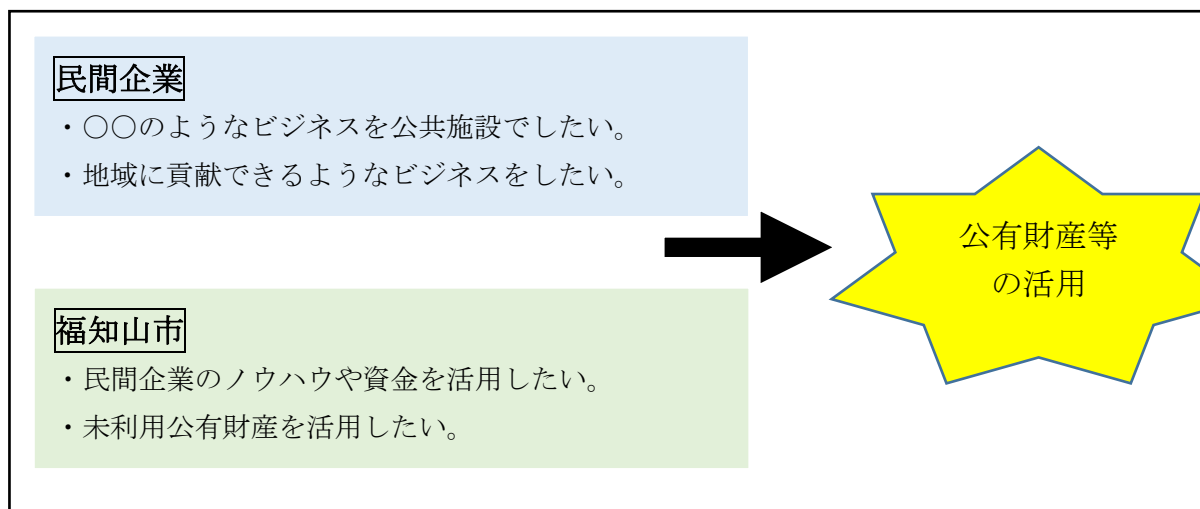 民間企業
・〇〇のようなビジネスを公共施設でしたい。
・地域に貢献できるようなビジネスをしたい。
福知山市
・民間企業のノウハウや資金を活用したい。
・未利用公有財産を活用したい。
公有財産等
の活用